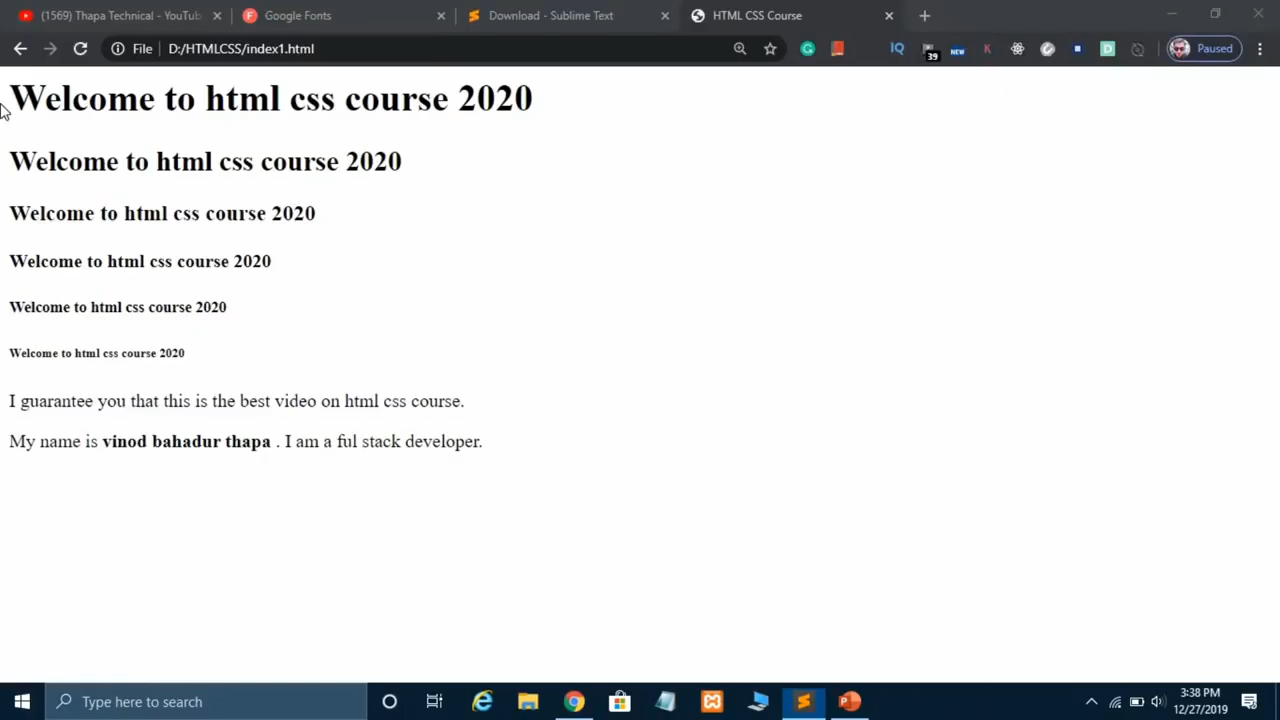 (1569) Thapa Technical - YouTub
Google Fonts
Download - Sublime Text
HTML CSS Course
File
D:/HTMLCSS/index1.html
IQ
39
NEW
K
D
Paused
Welcome to html css course 2020
Welcome to html css course 2020
Welcome to html css course 2020
Welcome to html css course 2020
Welcome to html css course 2020
Welcome to html css course 2020
I guarantee you that this is the best video on html css course.
My name is vinod bahadur thapa . I am a ful stack developer.
Type here to search
3:38 PM
12/27/2019